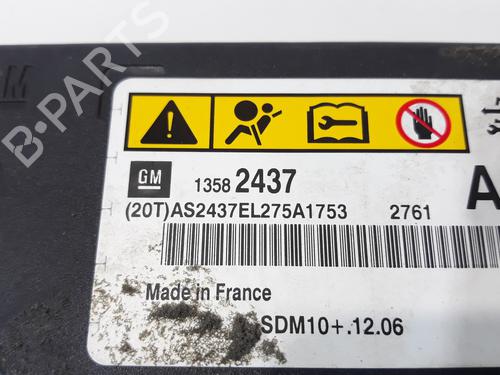 GM
1358 2437
(20T)AS2437EL275A1753 2761 A
Made in France
SDM10+.12.06
B-PARTS